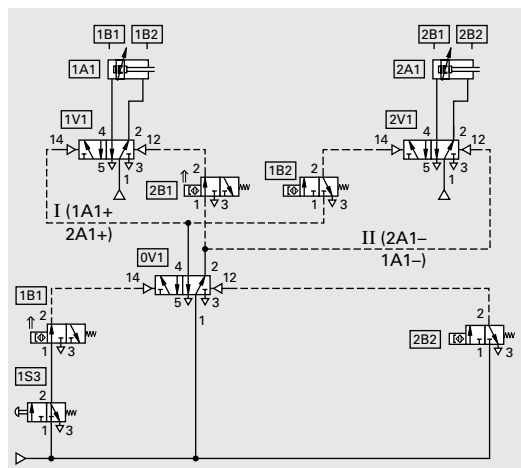 1B1 1B2 2B1 2B2
1A1 2A1
1V1 2V1
14 4 2 12 14 4 2 12
5 3 5 3
1 1
2B1 2 1B2 2
1 3 1 3
I (1A1+
2A1+)
II (2A1–
1A1–)
0V1
4 2
14 12
5 3
1B1 1
2 2
2B2
1 3 1 3
1S3
2
1 3